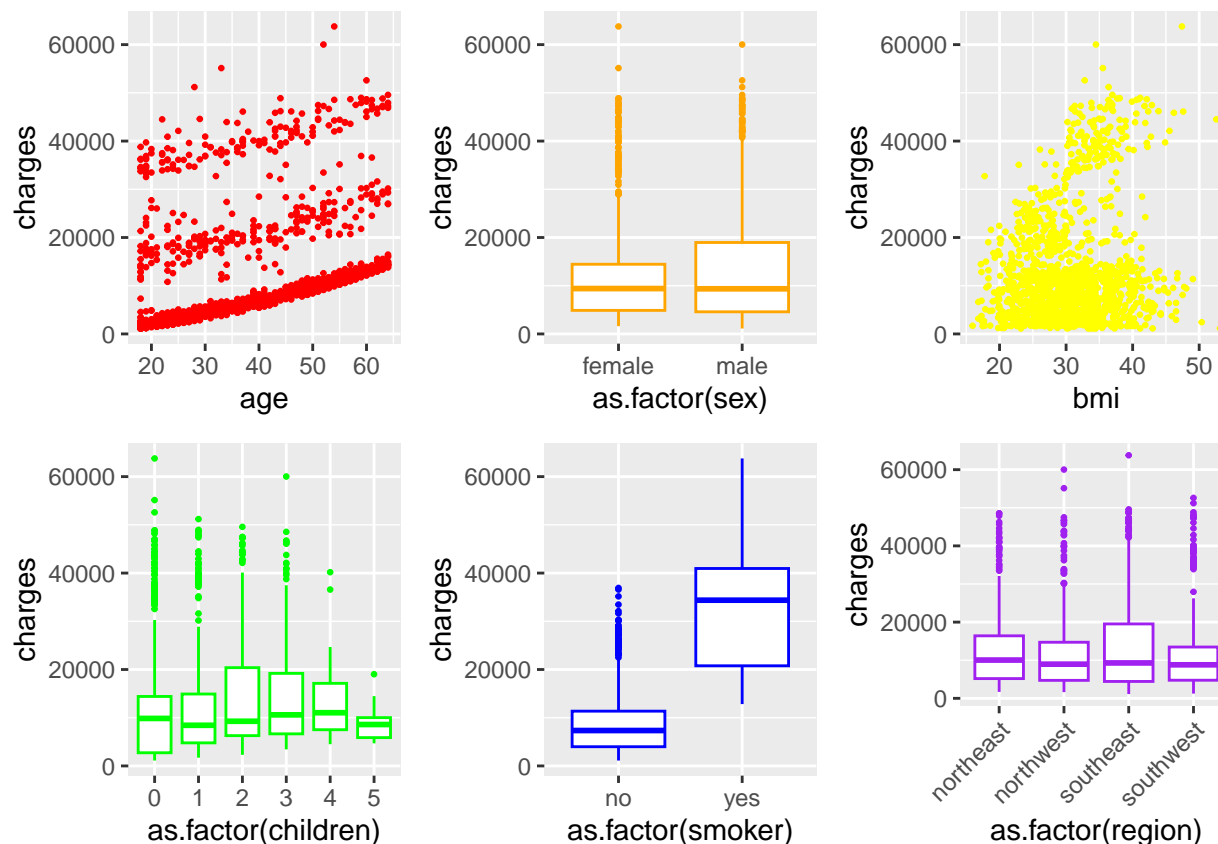 60000
40000
20000
0
charges
20 30 40 50 60
age
60000
40000
20000
0
charges
female male
as.factor(sex)
60000
40000
20000
0
charges
20 30 40 50
bmi
60000
40000
20000
0
charges
0 1 2 3 4 5
as.factor(children)
60000
40000
20000
0
charges
no yes
as.factor(smoker)
60000
40000
20000
0
charges
northeast northwest southeast southwest
as.factor(region)